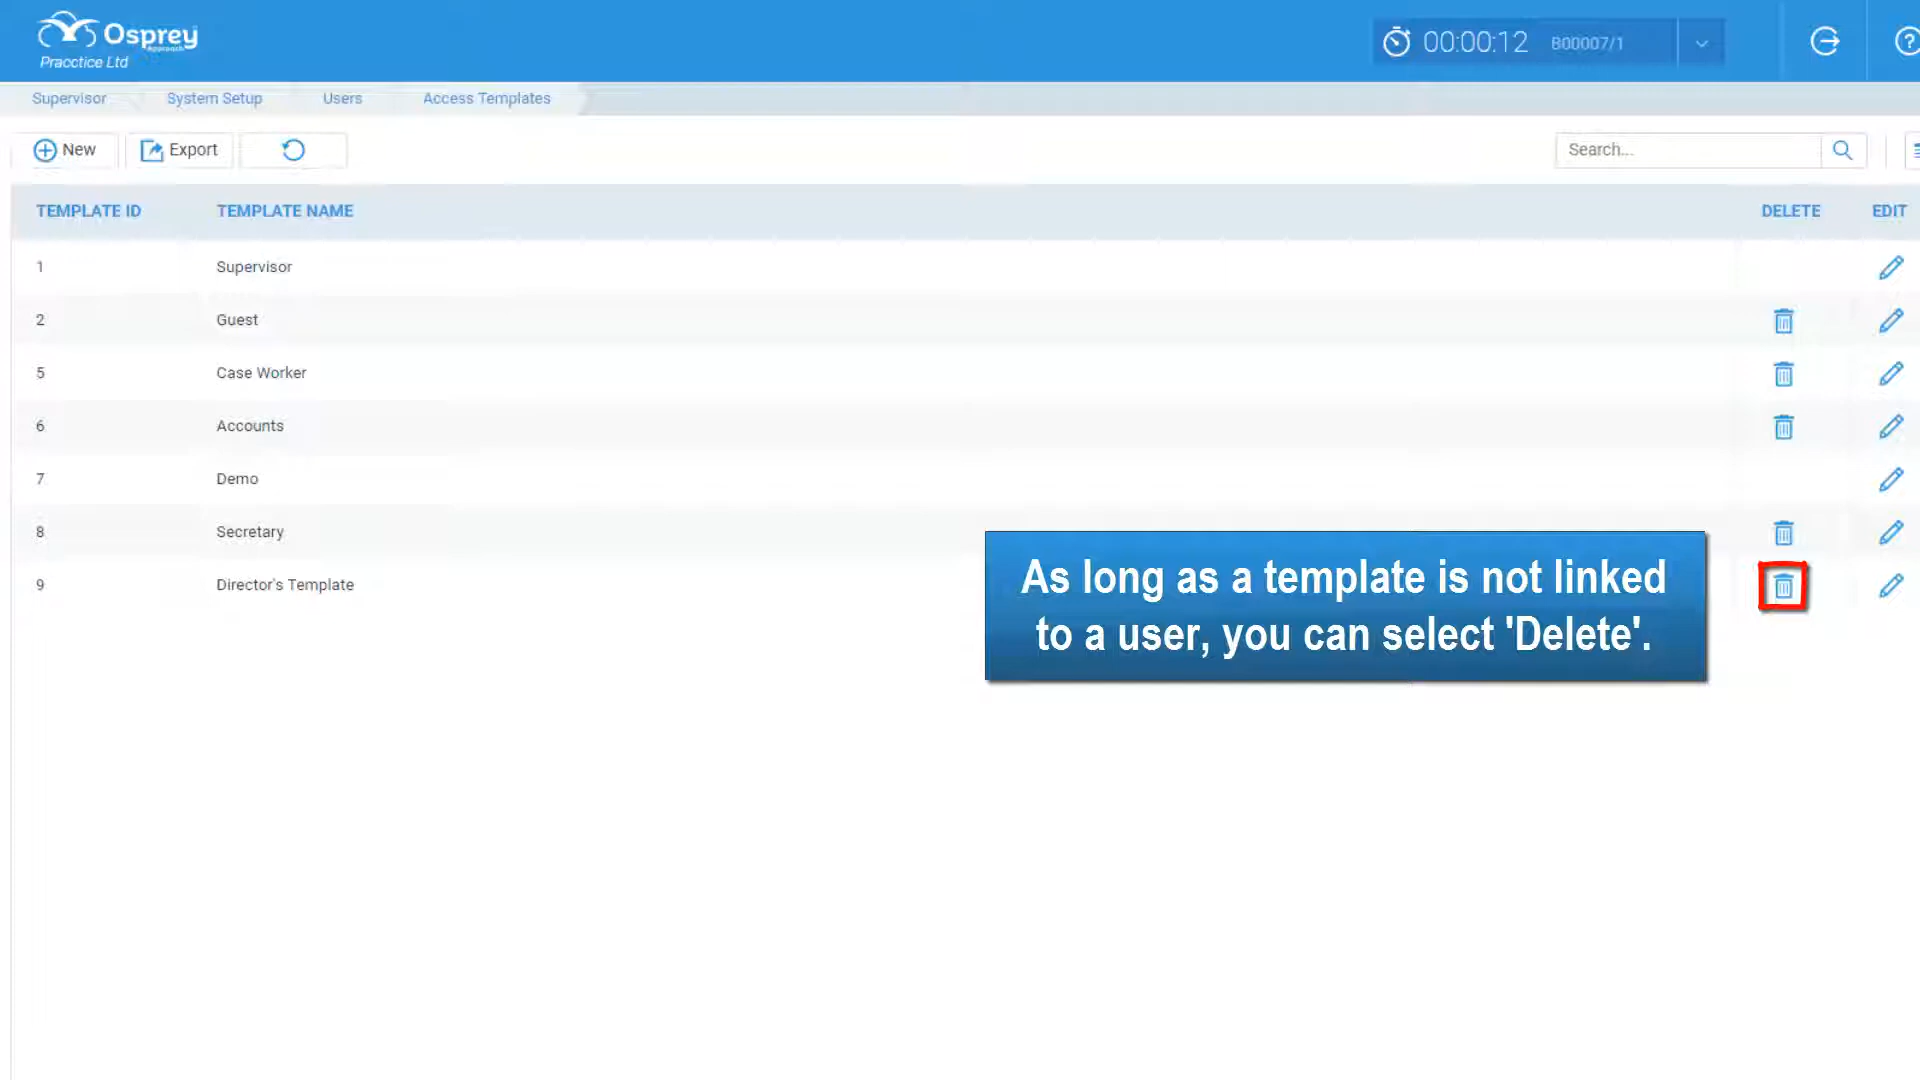 Osprey
Approach
Pracctice Ltd
00:00:12 B00007/1
Supervisor System Setup Users Access Templates
New Export Search...
TEMPLATE ID TEMPLATE NAME DELETE EDIT
1 Supervisor
2 Guest
5 Case Worker
6 Accounts
7 Demo
8 Secretary
9 Director's Template
As long as a template is not linked
to a user, you can select 'Delete'.